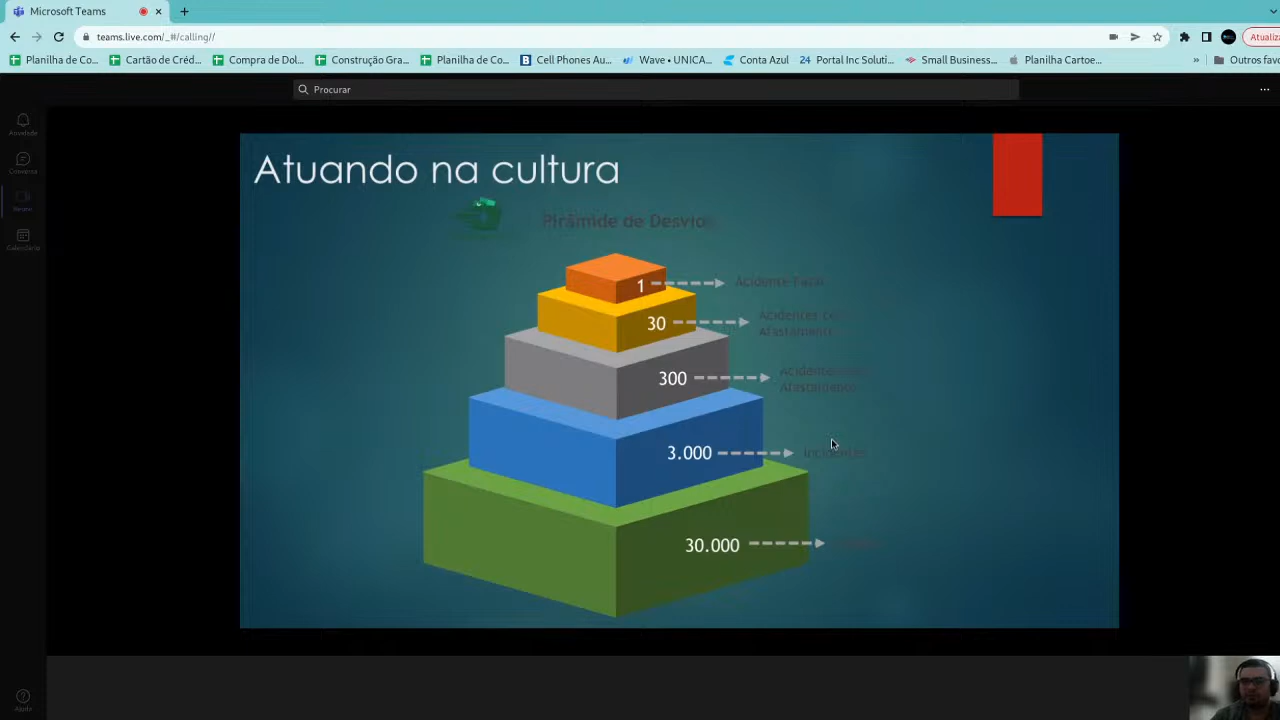 Microsoft Teams
teams.live.com/_#/calling//
Atualiza
Planilha de Co...
Cartão de Créd...
Compra de Dol...
Construção Gra...
Planilha de Co...
Cell Phones Au...
Wave • UNICA...
Conta Azul
24 Portal Inc Soluti...
Small Business...
Planilha Cartoe...
»
Outros favo
Procurar
...
Atividade
Conversa
Calendário
Ajuda
Atuando na cultura
Pirâmide de Desvio
1
Acidente Fatal
30
Acidentes
Afastamento
300
Acidente
Afastamento
3.000
Incidentes
30.000